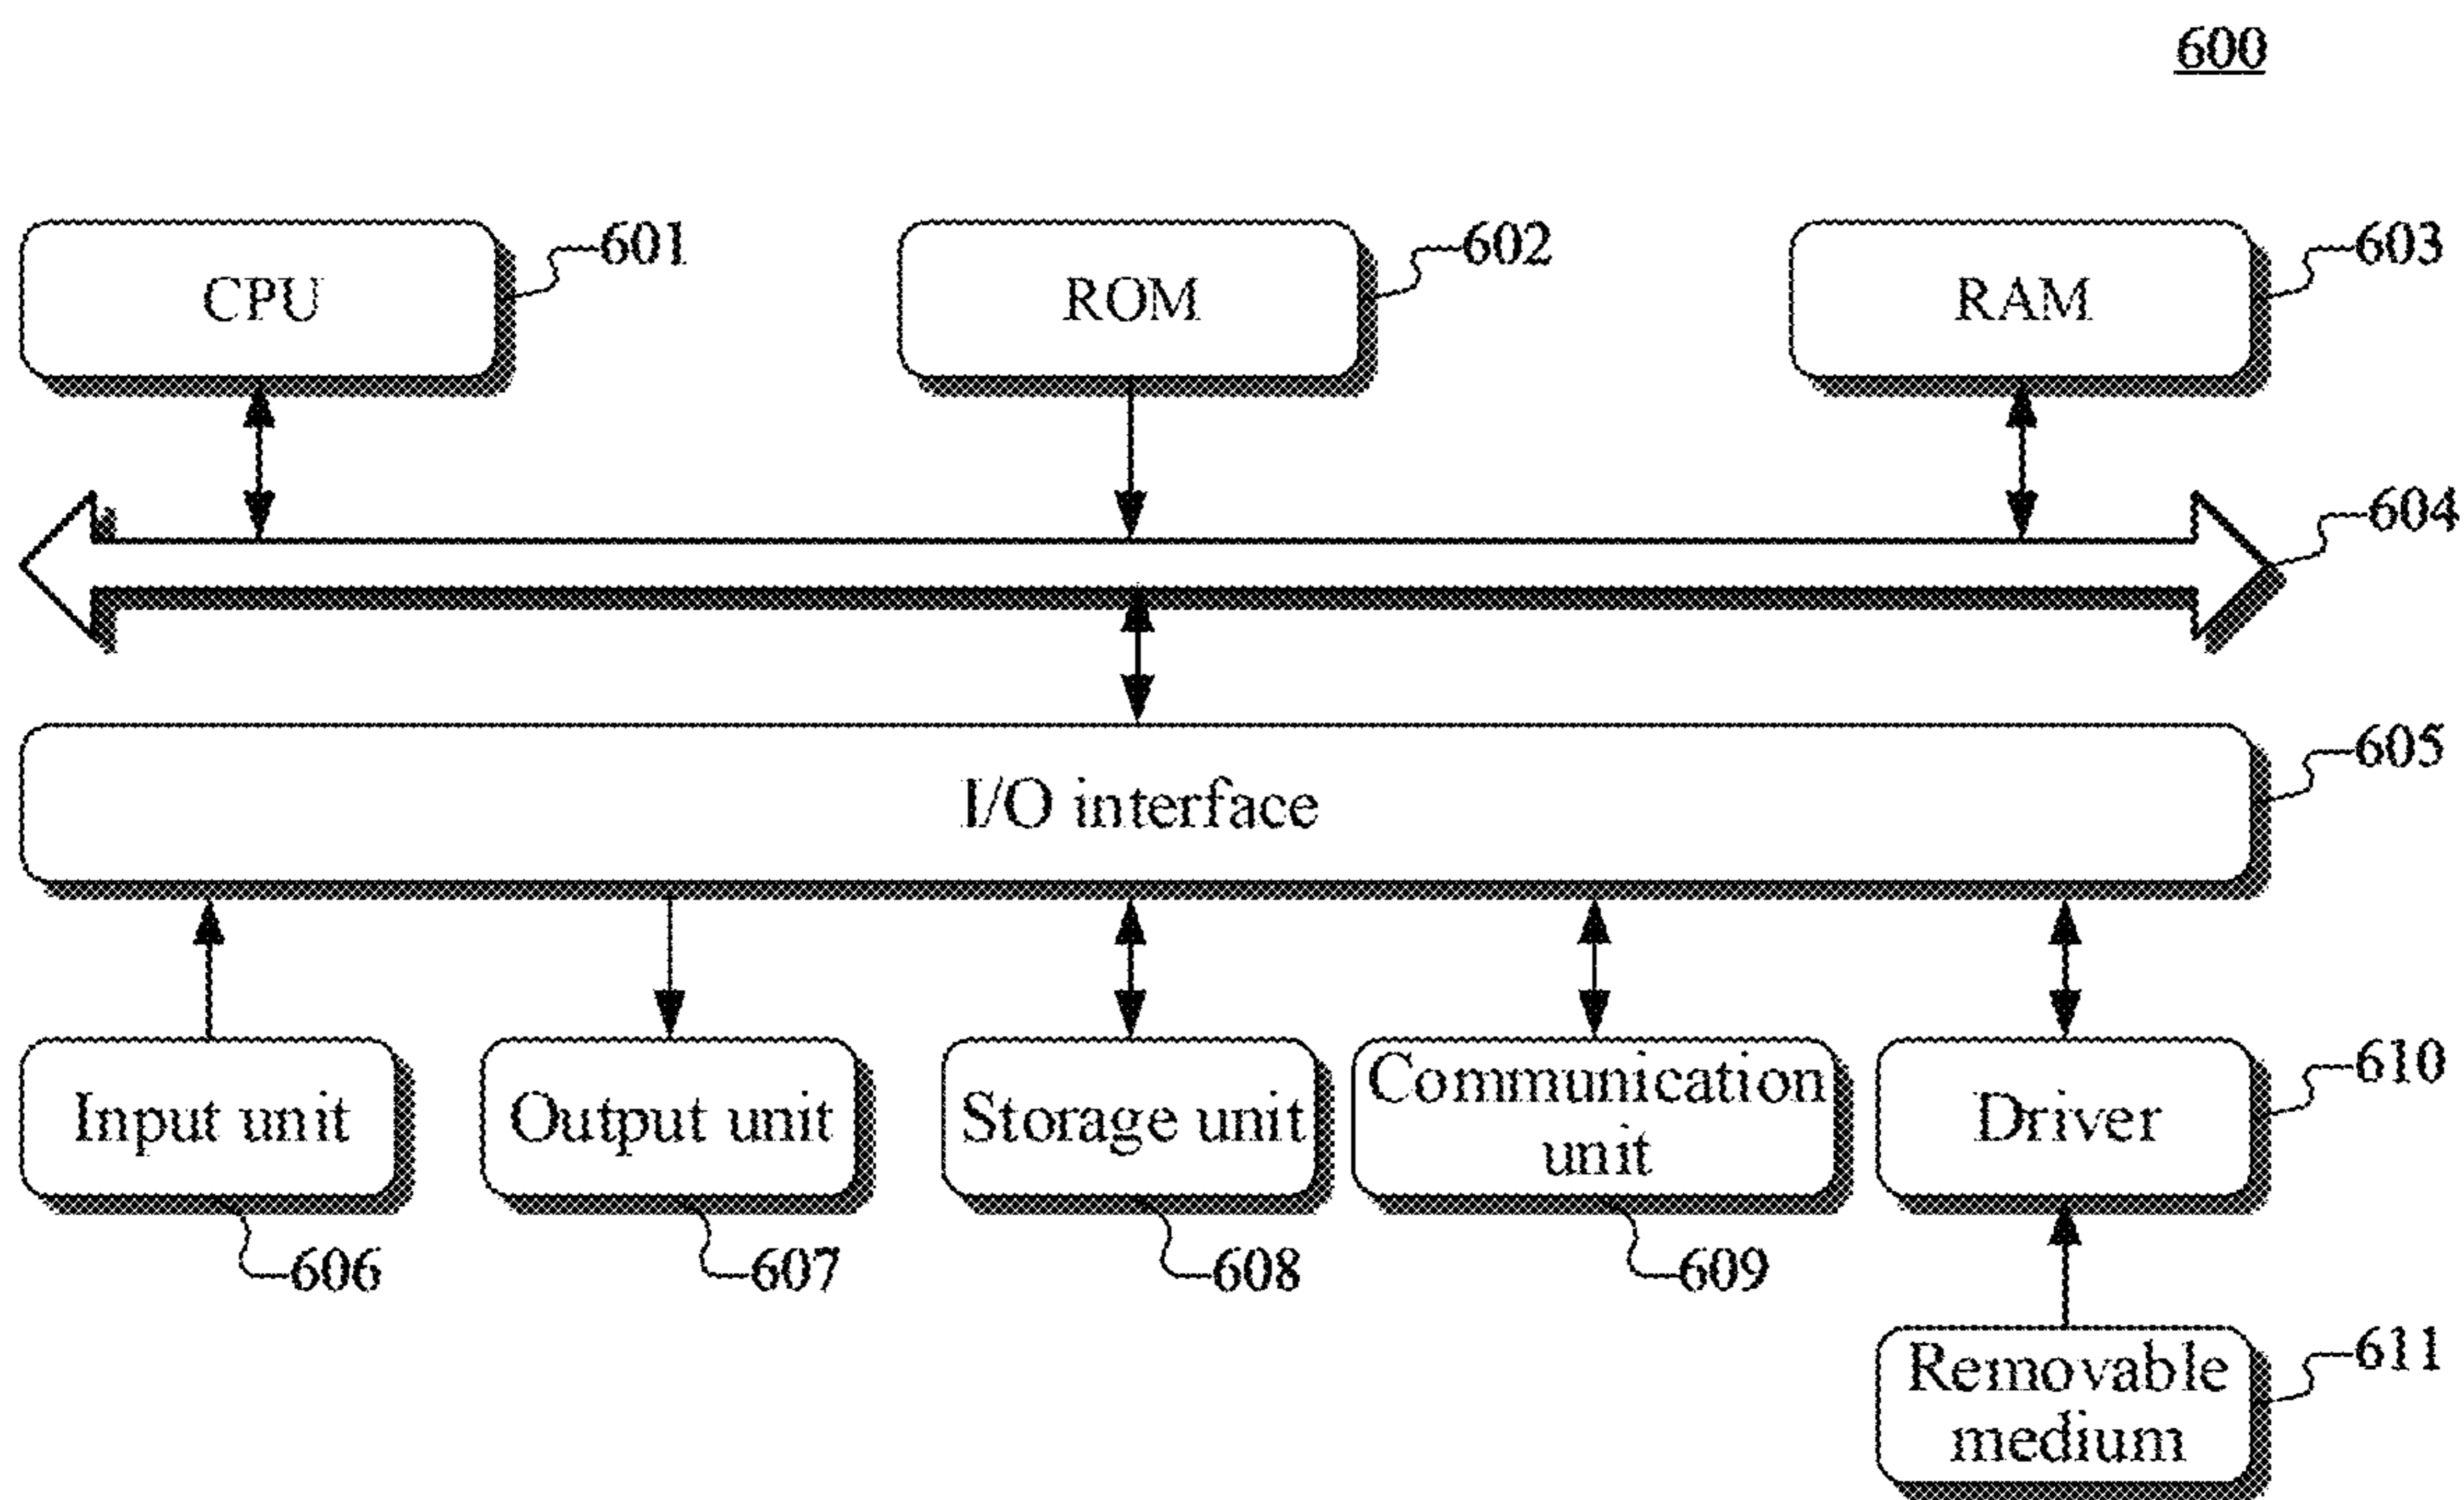 600
CPU
601
ROM
602
RAM
603
604
I/O interface
605
Input unit
Output unit
Storage unit
Communication
unit
Driver
610
606
607
608
609
Removable
medium
611